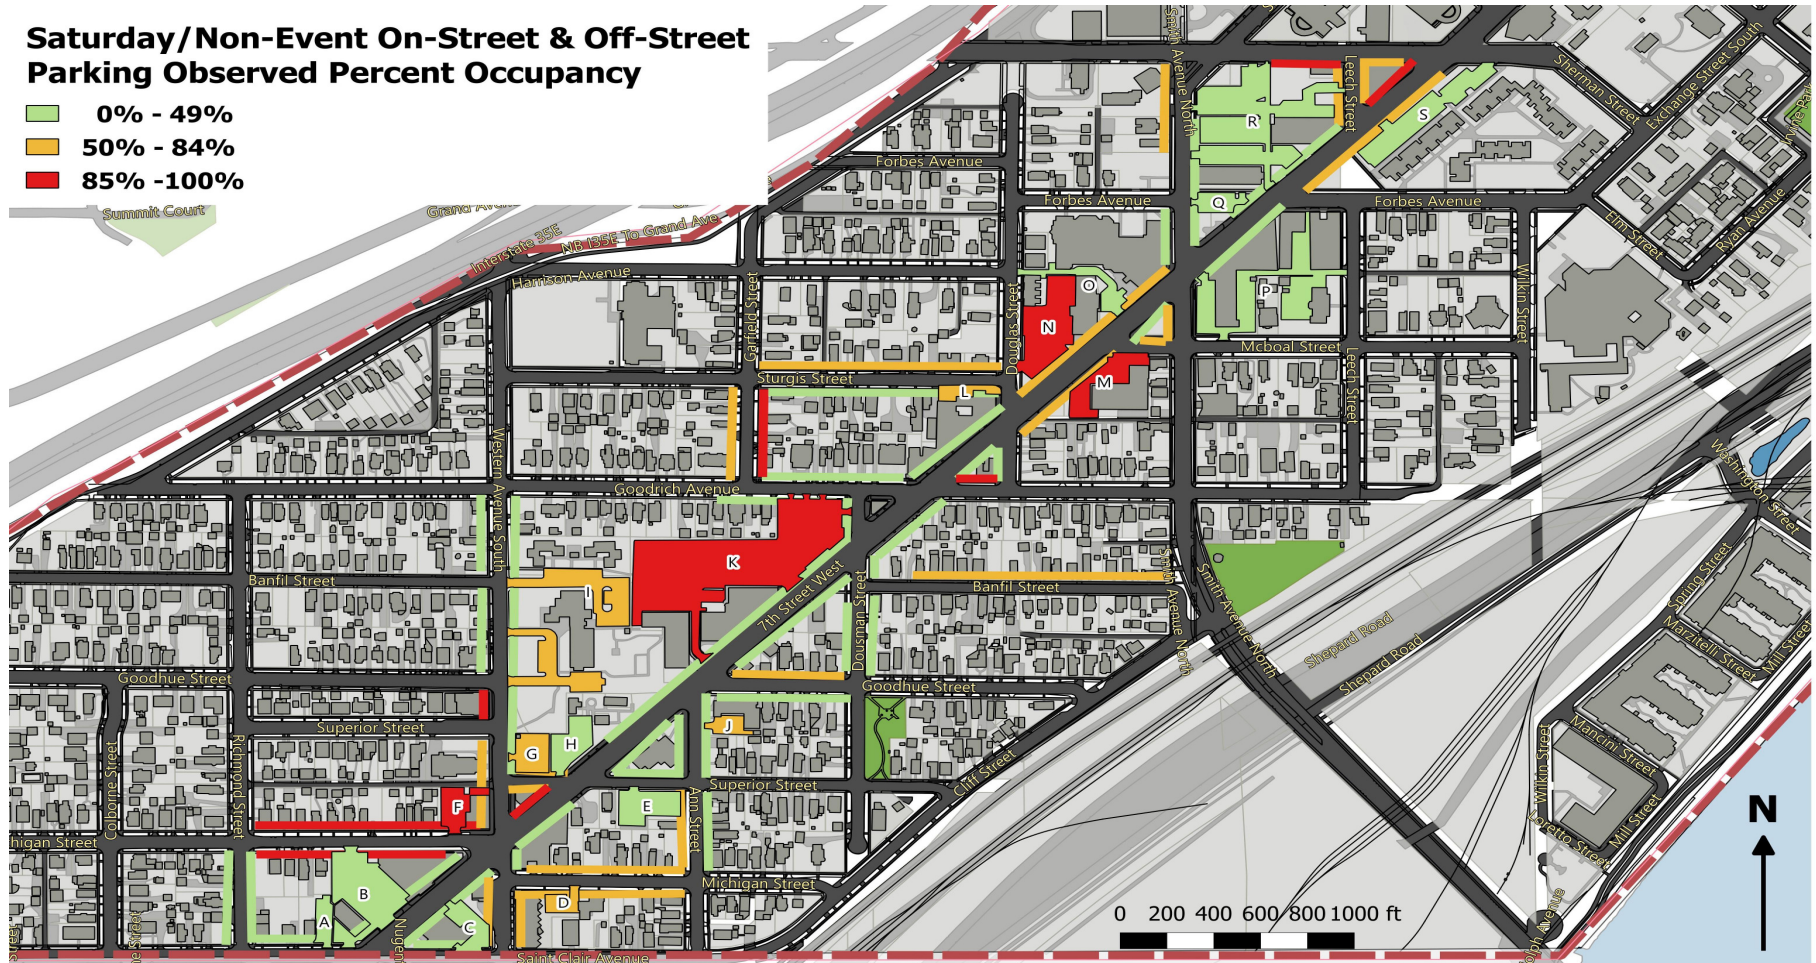 Saturday/Non-Event On-Street & Off-Street
Parking Observed Percent Occupancy
0% - 49%
50% - 84%
85% -100%
Summit Court
Interstate 35E
NB I35E To Grand Ave
Harrison Avenue
Garfield Street
Forbes Avenue
Smith Avenue North
Leech Street
Sherman Street
Exchange Street South
Forbes Avenue
Forbes Avenue
Elm Street
Ryan Avenue
Wilkin Street
R
S
Q
P
O
N
M
L
Douglas Street
Mcboal Street
Leech Street
Sturgis Street
Western Avenue South
Goodrich Avenue
Washington Street
K
I
7th Street West
Banfil Street
Banfil Street
Dousman Street
Smith Avenue North
Smith Avenue North
Shepard Road
Shepard Road
Spring Street
Marzitelli Street
Mill Street
Goodhue Street
Goodhue Street
Superior Street
J
H
G
Superior Street
Cliff Street
Mancini Street
Wilkin Street
Loretto Street
Mill Street
Colborne Street
Richmond Street
F
E
Ann Street
higan Street
Michigan Street
A
B
C
D
Saint Clair Avenue
0 200 400 600 800 1000 ft
N